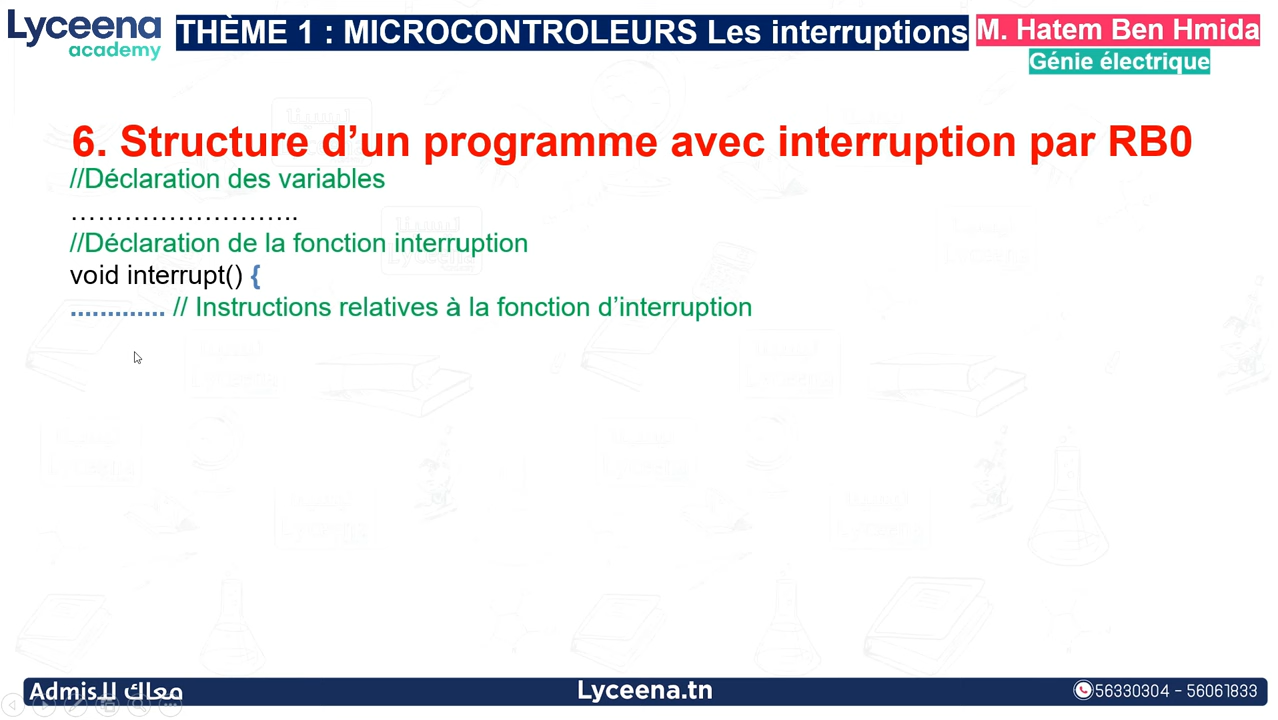 Lyceena
academy
THÈME 1 : MICROCONTROLEURS Les interruptions
M. Hatem Ben Hmida
Génie électrique
6. Structure d’un programme avec interruption par RB0
//Déclaration des variables
……………………..
//Déclaration de la fonction interruption
void interrupt() {
............. // Instructions relatives à la fonction d’interruption
Admis معاك لل
Lyceena.tn
56330304 - 56061833